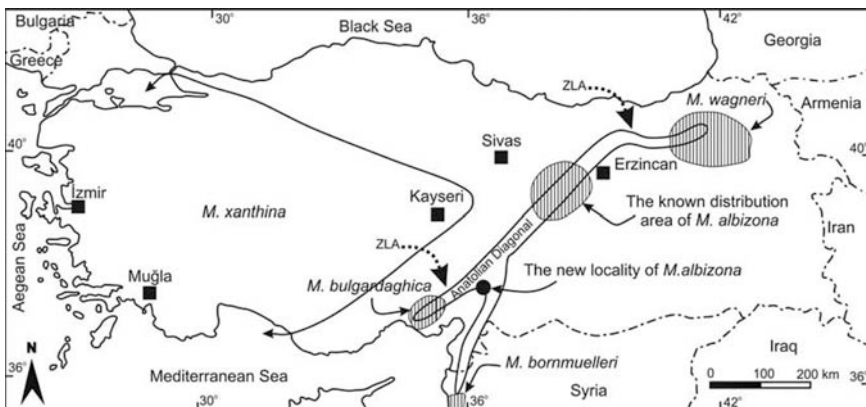 30°
36°
42°
Bulgaria
Black Sea
Georgia
Greece
ZLA
M. wagneri
Armenia
40°
Sivas
40°
Erzincan
Izmir
Kayseri
M. xanthina
The known distribution
area of M. albizona
Iran
ZLA
Anatolian Diagonal
Aegean Sea
Muğla
M. bulgardaghica
The new locality of M.albizona
N
36°
Mediterranean Sea
M. bornmuelleri
Syria
Iraq
36°
0 100 200 km
30°
36°
42°